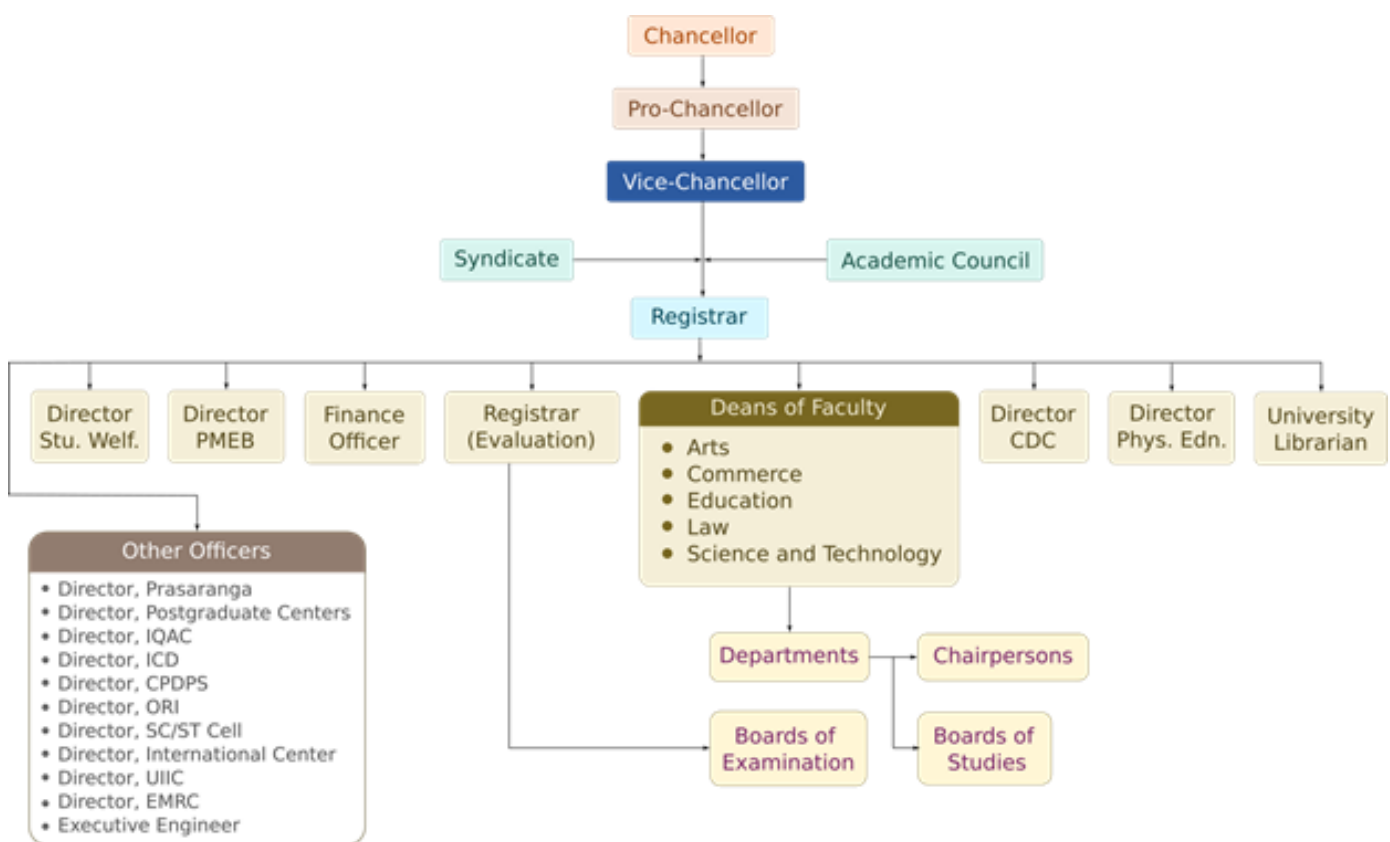 Chancellor
Pro-Chancellor
Vice-Chancellor
Syndicate
Academic Council
Registrar
Director
Stu. Welf.
Director
PMEB
Finance
Officer
Registrar
(Evaluation)
Deans of Faculty
• Arts
• Commerce
• Education
• Law
• Science and Technology
Director
CDC
Director
Phys. Edn.
University
Librarian
Other Officers
• Director, Prasaranga
• Director, Postgraduate Centers
• Director, IQAC
• Director, ICD
• Director, CPDPS
• Director, ORI
• Director, SC/ST Cell
• Director, International Center
• Director, UIIC
• Director, EMRC
• Executive Engineer
Departments
Chairpersons
Boards of
Examination
Boards of
Studies